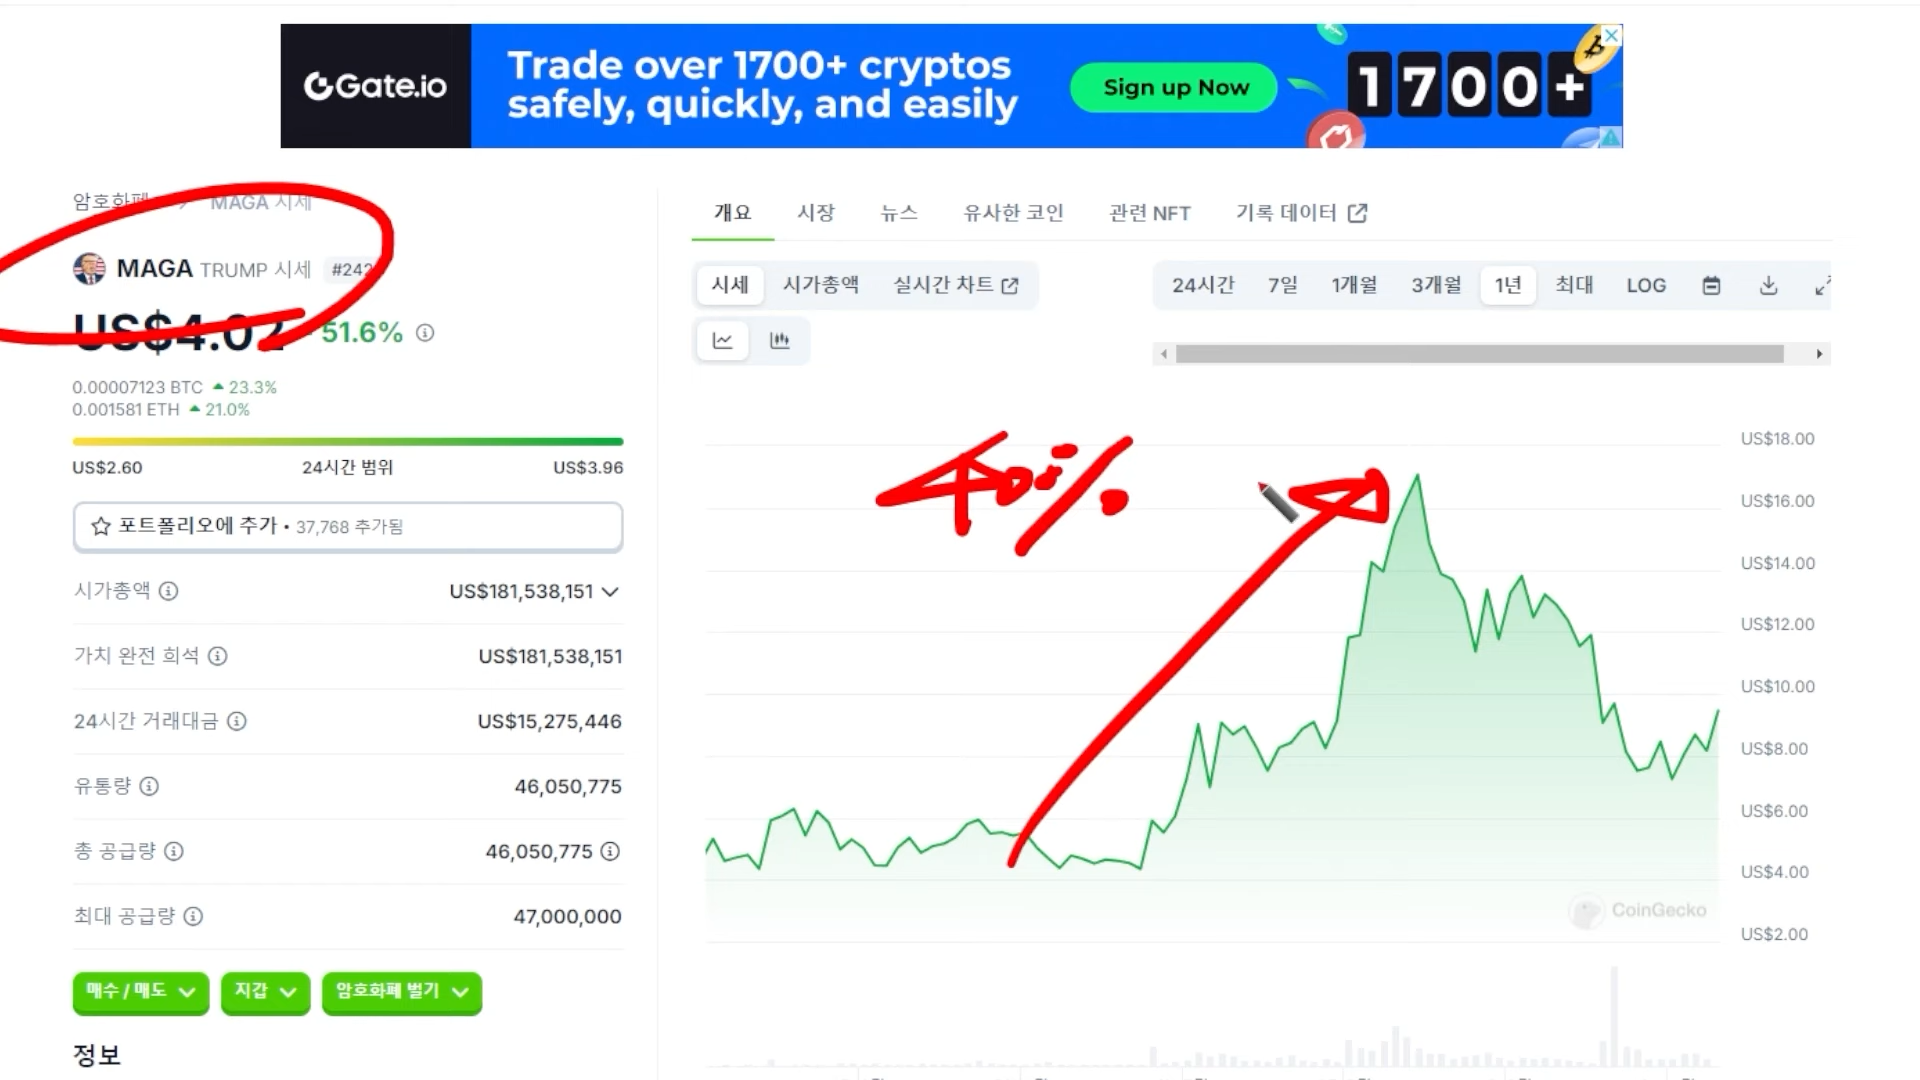 Gate.io
Trade over 1700+ cryptos
safely, quickly, and easily
Sign up Now
1700+
암호화폐 MAGA 시세
MAGA TRUMP 시세 #242
US$4.02 51.6%
0.00007123 BTC 23.3%
0.001581 ETH 21.0%
US$2.60 24시간 범위 US$3.96
포트폴리오에 추가 • 37,768 추가됨
시가총액 US$181,538,151
가치 완전 희석 US$181,538,151
24시간 거래대금 US$15,275,446
유통량 46,050,775
총 공급량 46,050,775
최대 공급량 47,000,000
매수 / 매도 지갑 암호화폐 벌기
정보
개요 시장 뉴스 유사한 코인 관련 NFT 기록 데이터
시세 시가총액 실시간 차트
24시간 7일 1개월 3개월 1년 최대 LOG
US$18.00
US$16.00
US$14.00
US$12.00
US$10.00
US$8.00
US$6.00
US$4.00
US$2.00
CoinGecko